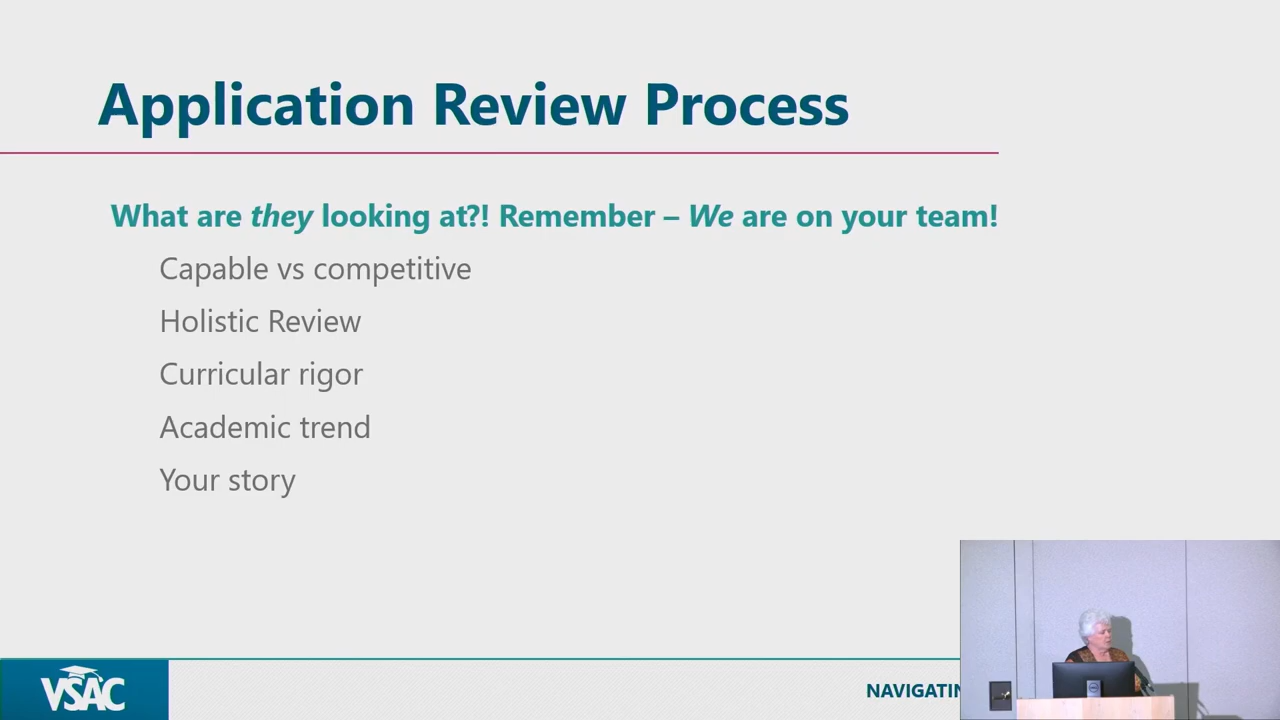 Application Review Process
What are they looking at?! Remember – We are on your team!
Capable vs competitive
Holistic Review
Curricular rigor
Academic trend
Your story
VSAC